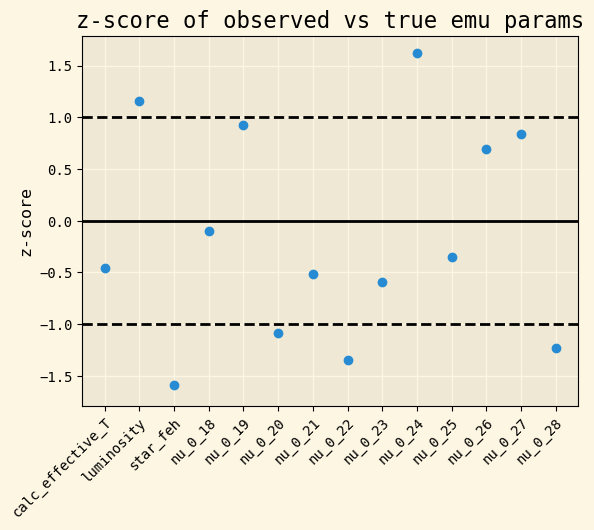 z-score of observed vs true emu params
z-score
1.5
1.0
0.5
0.0
−0.5
−1.0
−1.5
calc_effective_T
luminosity
star_feh
nu_0_18
nu_0_19
nu_0_20
nu_0_21
nu_0_22
nu_0_23
nu_0_24
nu_0_25
nu_0_26
nu_0_27
nu_0_28